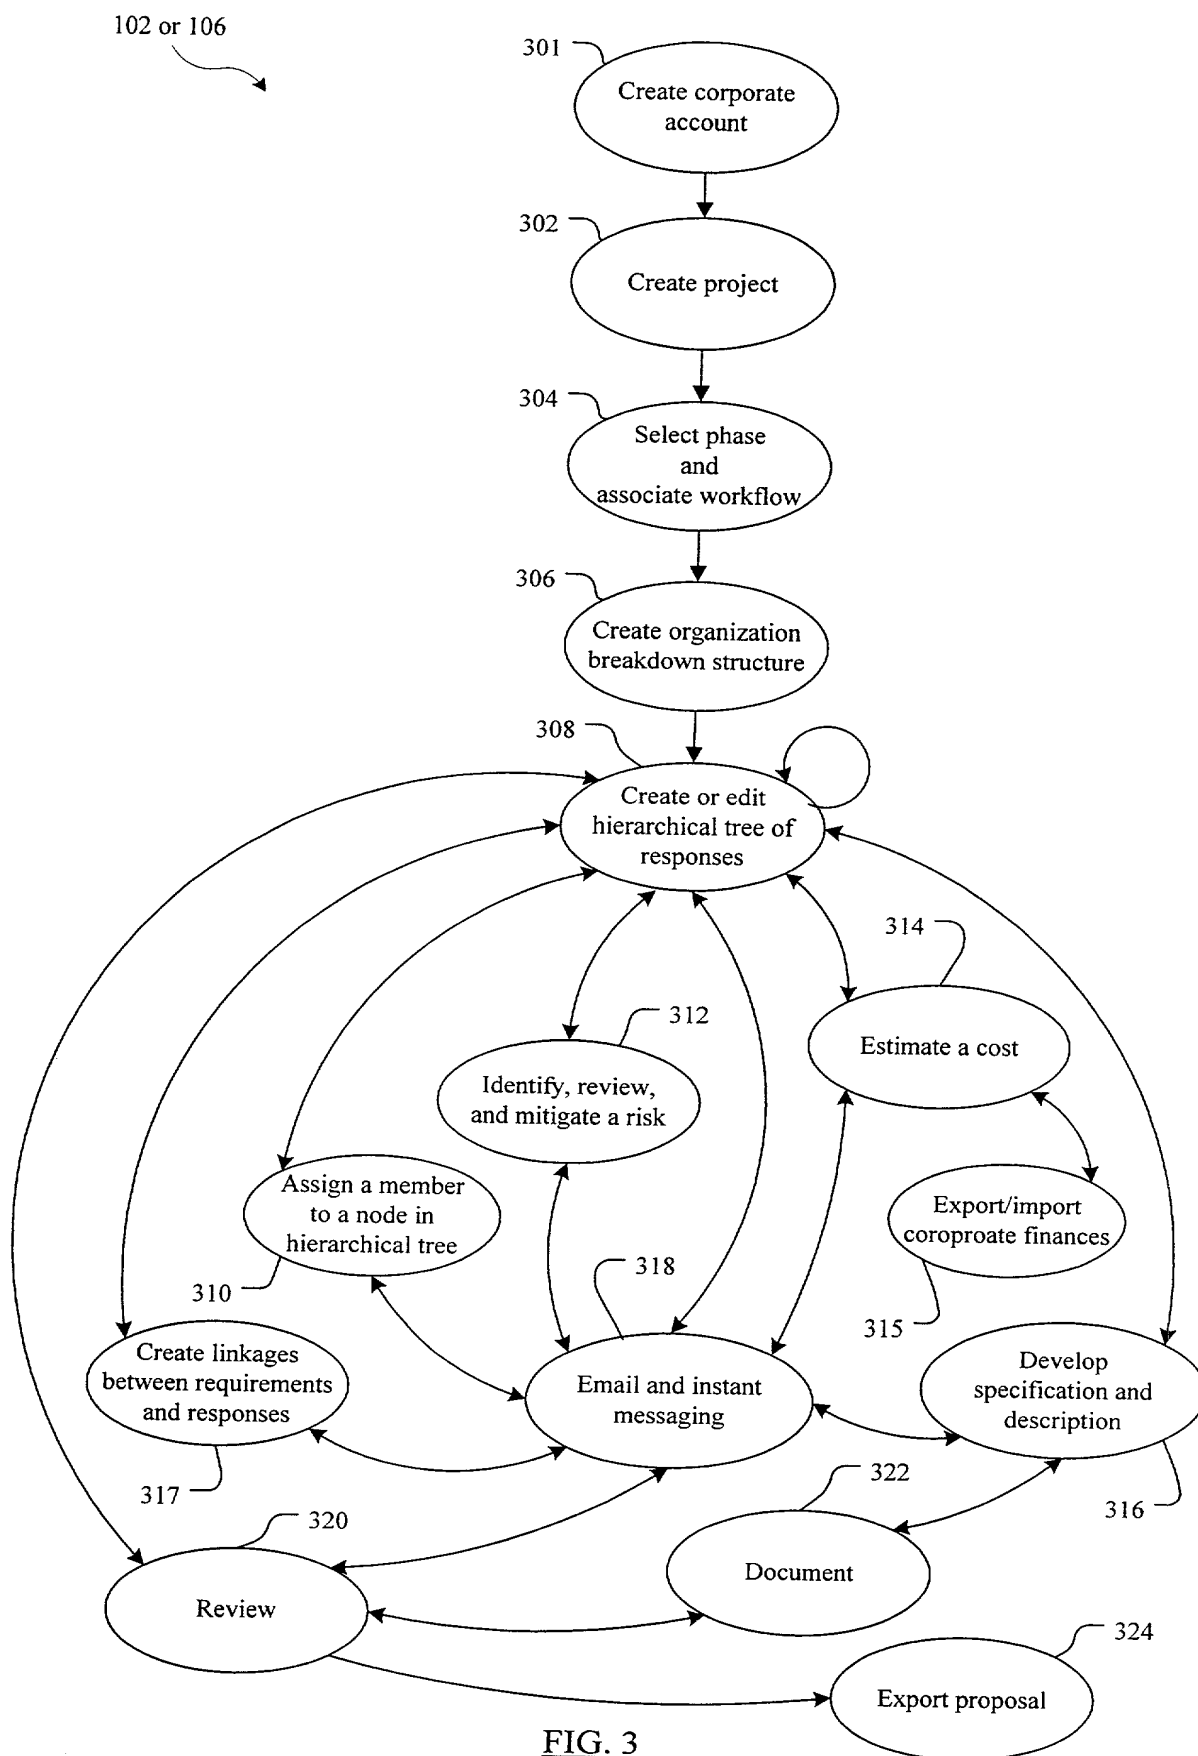 102 or 106
301
Create corporate
account
302
Create project
304
Select phase
and
associate workflow
306
Create organization
breakdown structure
308
Create or edit
hierarchical tree of
responses
314
Estimate a cost
312
Identify, review,
and mitigate a risk
Assign a member
to a node in
hierarchical tree
310
Export/import
coroproate finances
315
318
Email and instant
messaging
Create linkages
between requirements
and responses
317
Develop
specification and
description
316
322
Document
320
Review
324
Export proposal
FIG. 3